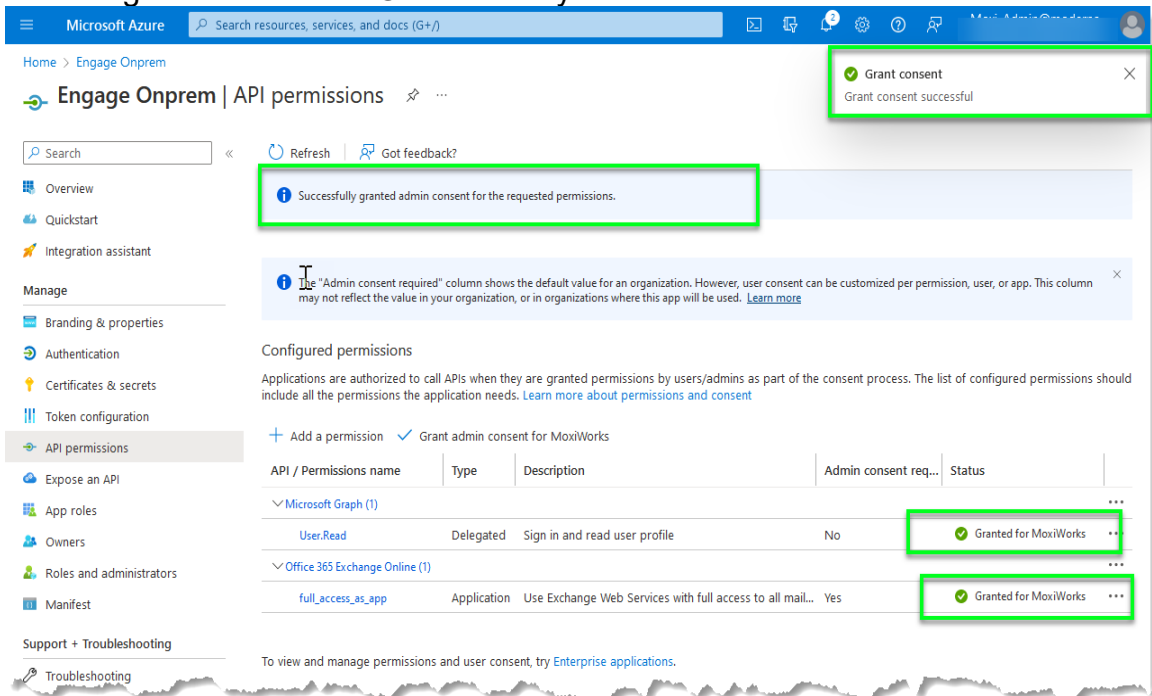 Microsoft Azure
Search resources, services, and docs (G+/)
2
Home > Engage Onprem
Grant consent
Grant consent successful
Engage Onprem | API permissions
Search
Refresh
Got feedback?
Overview
Successfully granted admin consent for the requested permissions.
Quickstart
Integration assistant
The "Admin consent required" column shows the default value for an organization. However, user consent can be customized per permission, user, or app. This column
may not reflect the value in your organization, or in organizations where this app will be used. Learn more
Manage
Branding & properties
Authentication
Certificates & secrets
Token configuration
API permissions
Expose an API
App roles
Owners
Roles and administrators
Manifest
Support + Troubleshooting
Troubleshooting
Configured permissions
Applications are authorized to call APIs when they are granted permissions by users/admins as part of the consent process. The list of configured permissions should
include all the permissions the application needs. Learn more about permissions and consent
Add a permission
Grant admin consent for MoxiWorks
API / Permissions name Type Description Admin consent req... Status
Microsoft Graph (1)
User.Read Delegated Sign in and read user profile No Granted for MoxiWorks
Office 365 Exchange Online (1)
full_access_as_app Application Use Exchange Web Services with full access to all mail... Yes Granted for MoxiWorks
To view and manage permissions and user consent, try Enterprise applications.